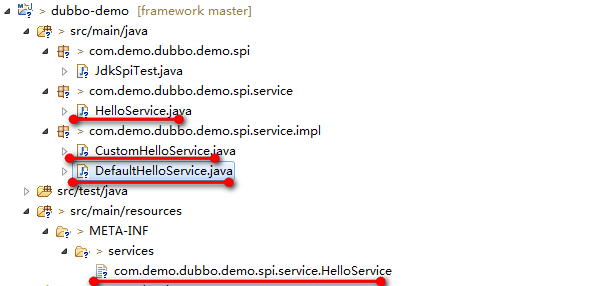 > dubbo-demo [framework master]
> src/main/java
> com.demo.dubbo.demo.spi
JdkSpiTest.java
> com.demo.dubbo.demo.spi.service
HelloService.java
> com.demo.dubbo.demo.spi.service.impl
CustomHelloService.java
DefaultHelloService.java
src/test/java
> src/main/resources
> META-INF
> services
com.demo.dubbo.demo.spi.service.HelloService